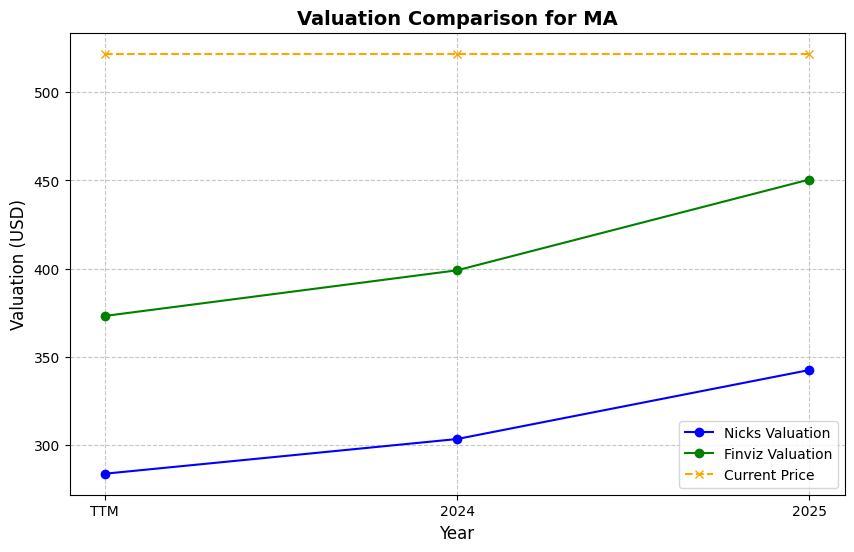 Valuation Comparison for MA
Valuation (USD)
500
450
400
350
300
TTM
2024
2025
Year
Nicks Valuation
Finviz Valuation
Current Price